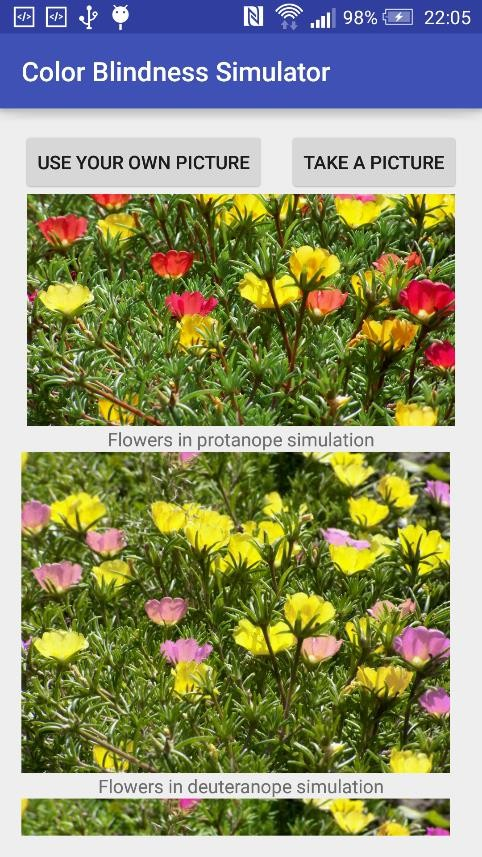 98% 22:05
Color Blindness Simulator
USE YOUR OWN PICTURE TAKE A PICTURE
Flowers in protanope simulation
Flowers in deuteranope simulation